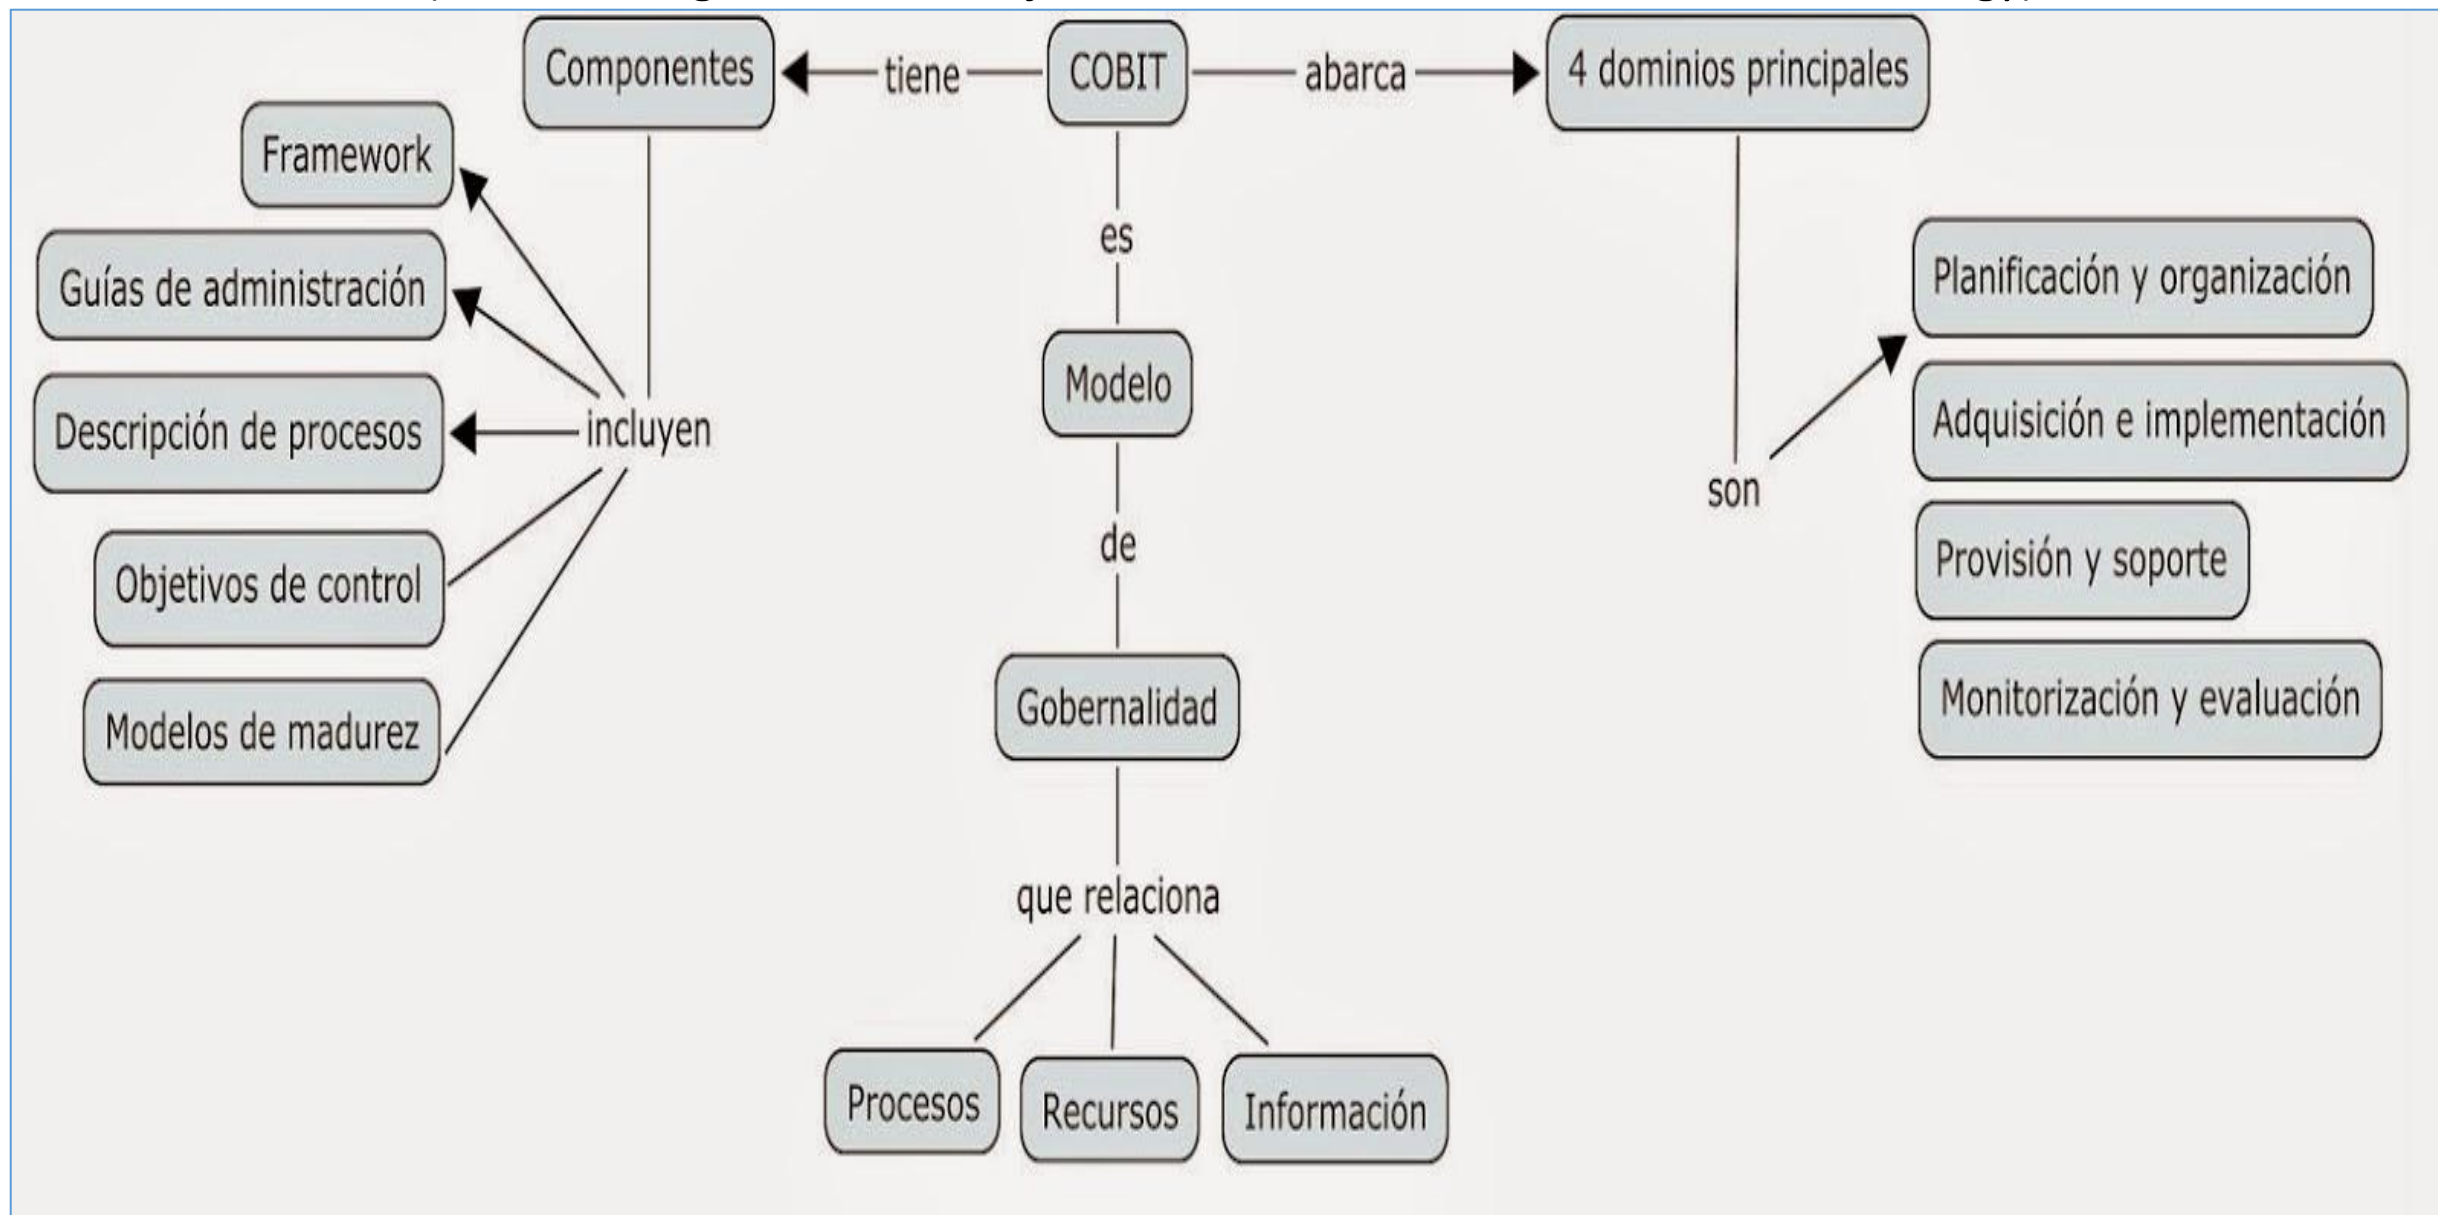 Componentes
tiene
COBIT
abarca
4 dominios principales
Framework
Guías de administración
Descripción de procesos
Objetivos de control
Modelos de madurez
incluyen
es
Modelo
de
Gobernalidad
que relaciona
Procesos
Recursos
Información
son
Planificación y organización
Adquisición e implementación
Provisión y soporte
Monitorización y evaluación